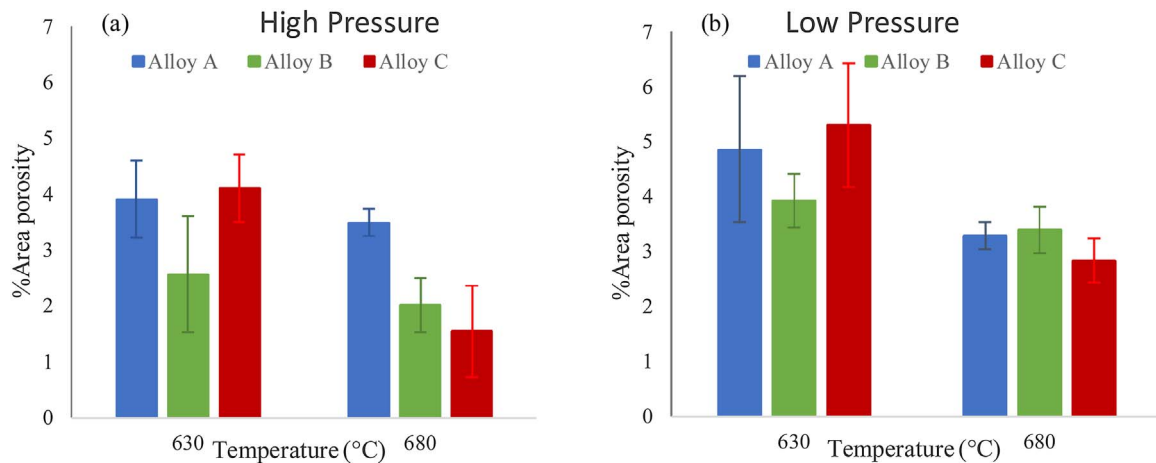 (a) High Pressure
Alloy A Alloy B Alloy C
7
6
5
4
3
2
1
0
%Area porosity
630 680
Temperature (°C)
(b) Low Pressure
Alloy A Alloy B Alloy C
7
6
5
4
3
2
1
0
%Area porosity
630 680
Temperature (°C)